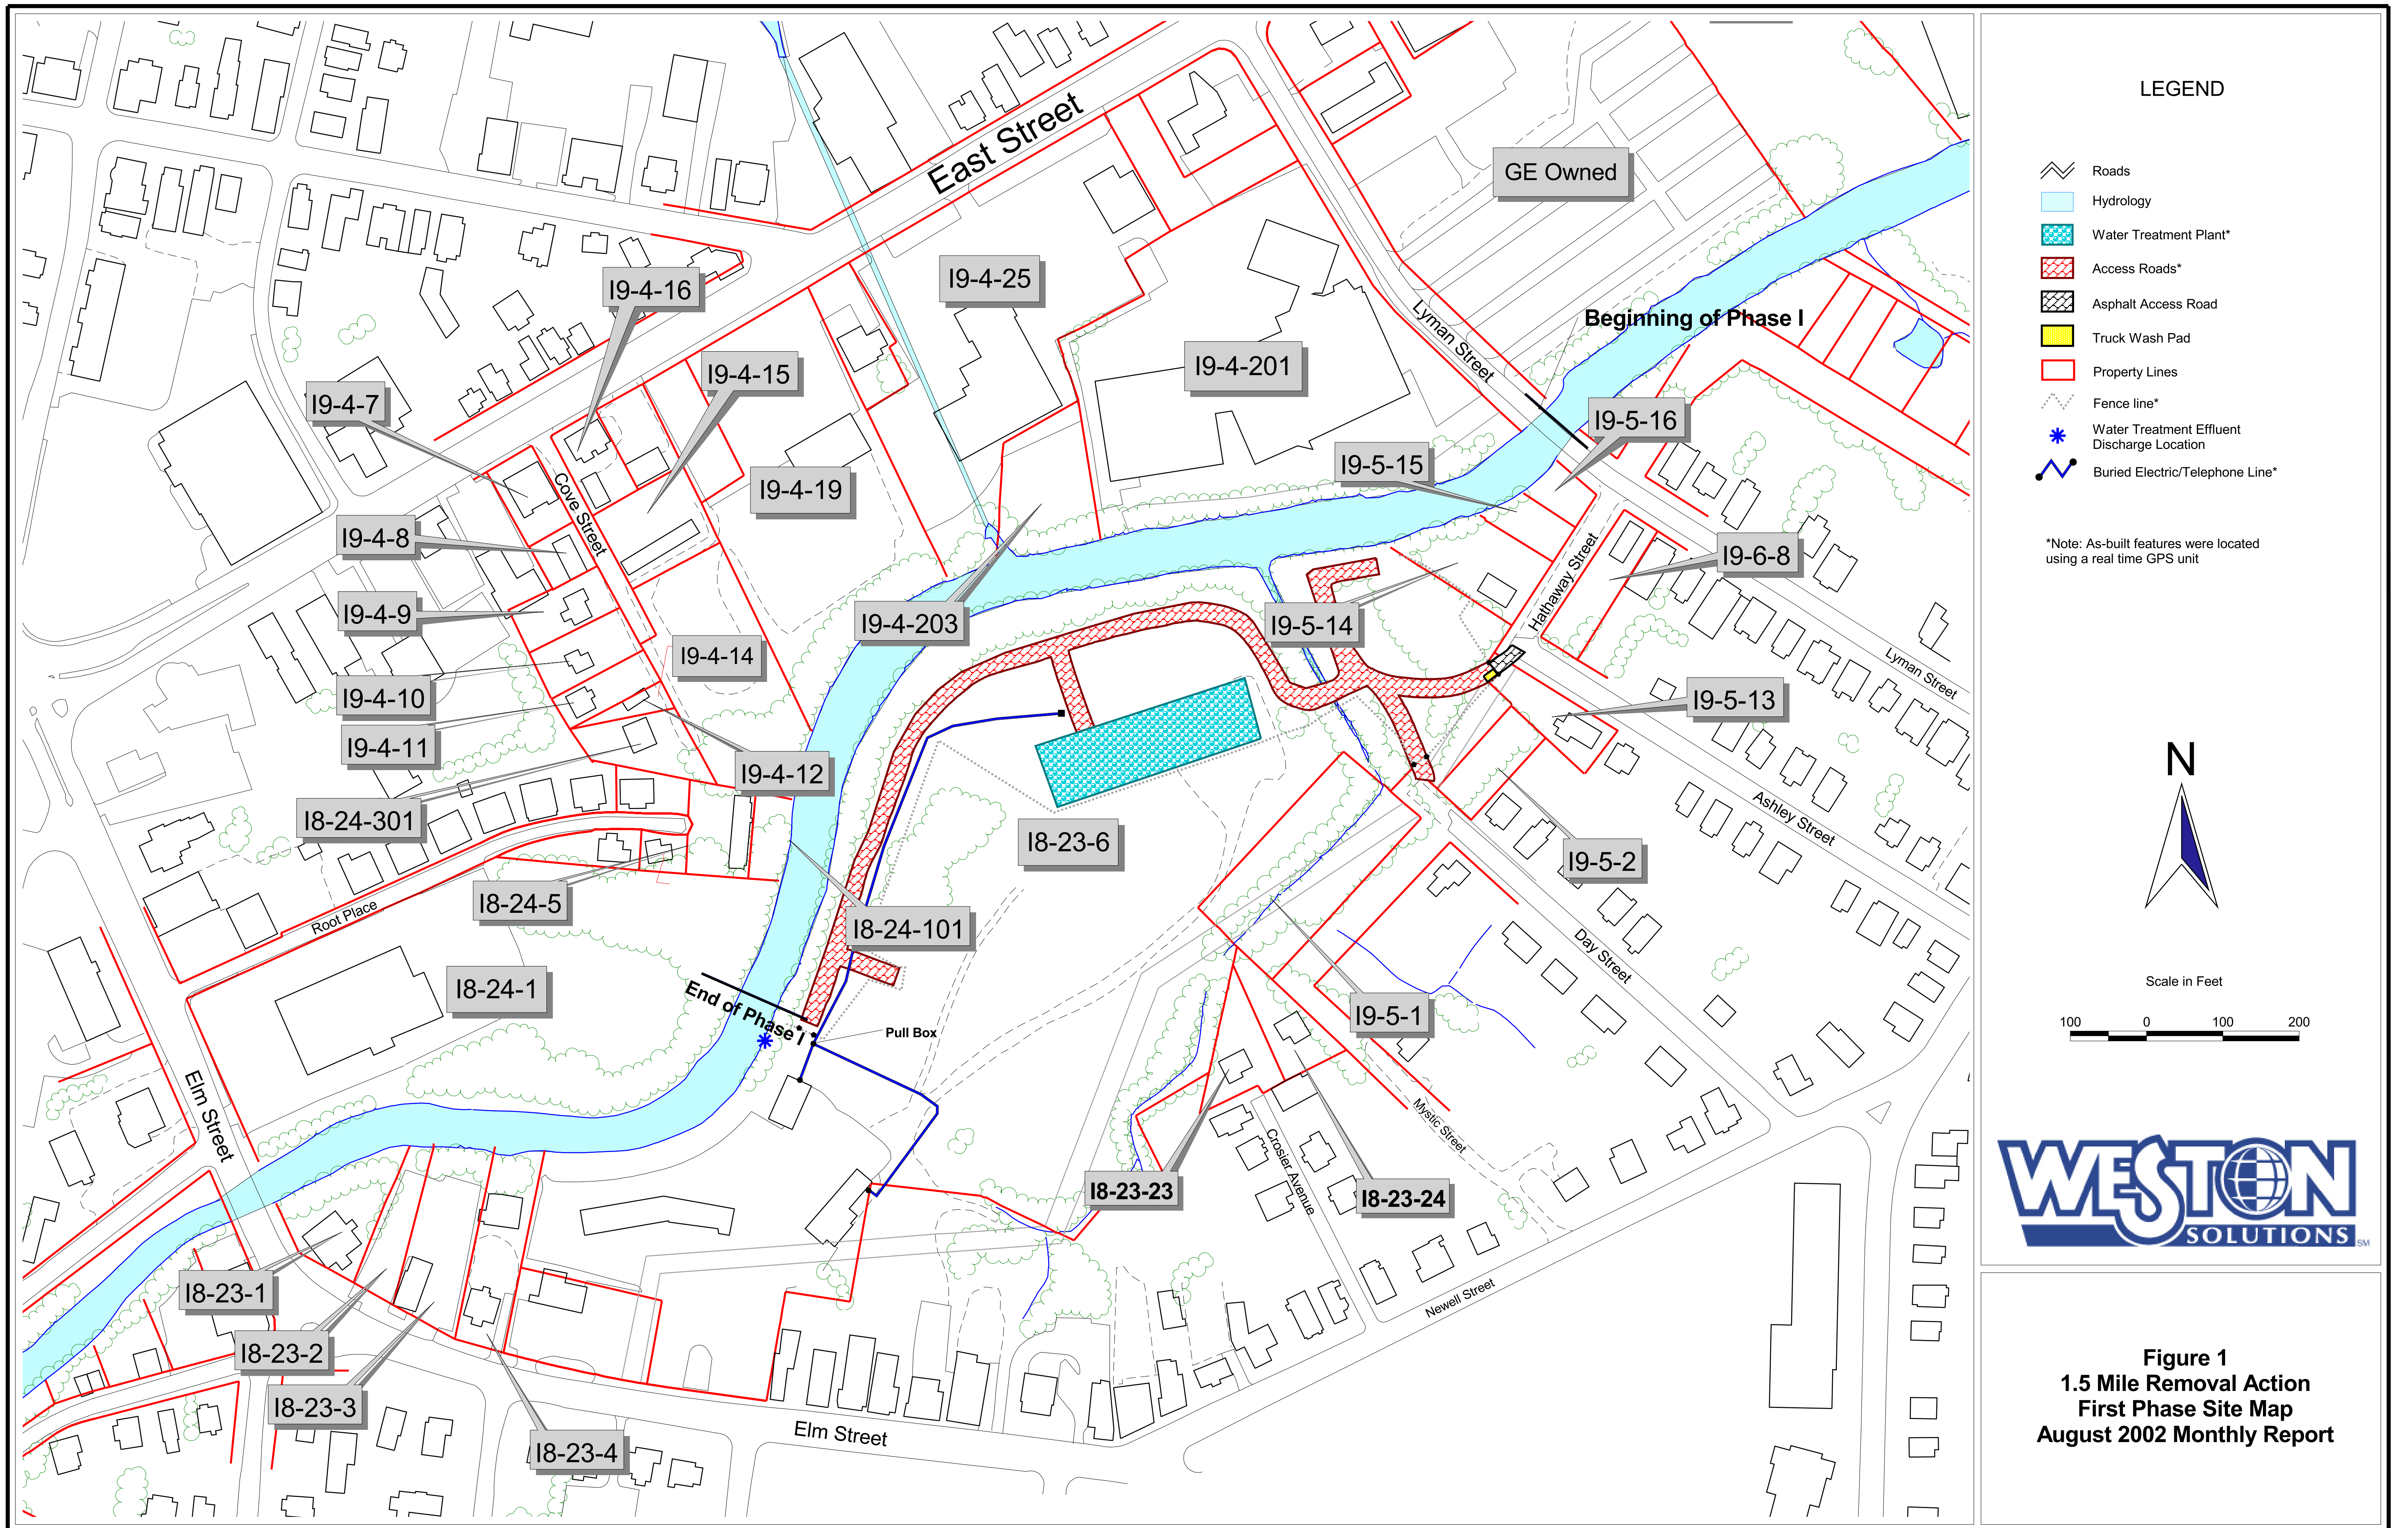 East Street
GE Owned
I9-4-16
I9-4-25
Beginning of Phase I
Lyman Street
I9-4-15
I9-4-201
I9-4-7
I9-5-16
I9-5-15
I9-4-19
Cove Street
I9-4-8
I9-6-8
Hathaway Street
I9-4-9
I9-4-203
I9-5-14
I9-4-14
Lyman Street
I9-4-10
I9-5-13
I9-4-11
I9-4-12
I8-24-301
Ashley Street
I8-23-6
I9-5-2
I8-24-5
Root Place
I8-24-101
Day Street
I8-24-1
End of Phase I
I9-5-1
Pull Box
Elm Street
Mystic Street
Crosier Avenue
I8-23-23
I8-23-24
I8-23-1
Newell Street
I8-23-2
I8-23-3
Elm Street
I8-23-4
LEGEND
Roads
Hydrology
Water Treatment Plant*
Access Roads*
Asphalt Access Road
Truck Wash Pad
Property Lines
Fence line*
Water Treatment Effluent
Discharge Location
Buried Electric/Telephone Line*
*Note: As-built features were located
using a real time GPS unit
N
Scale in Feet
100 0 100 200
WESTON
SOLUTIONS SM
Figure 1
1.5 Mile Removal Action
First Phase Site Map
August 2002 Monthly Report